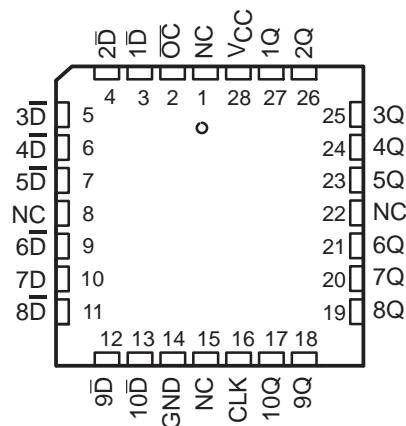 2D̅ 1D̅ O̅C̅ NC VCC 1Q 2Q
4 3 2 1 28 27 26
3D̅ 5 25 3Q
4D̅ 6 24 4Q
5D̅ 7 23 5Q
NC 8 22 NC
6D̅ 9 21 6Q
7D 10 20 7Q
8D̅ 11 19 8Q
12 13 14 15 16 17 18
9D̅ 10D̅ GND NC CLK 10Q 9Q